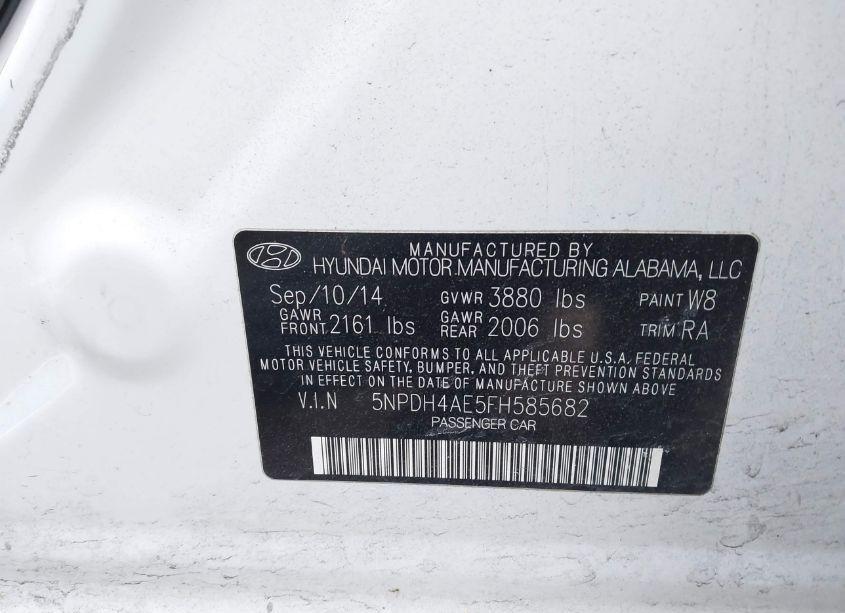 MANUFACTURED BY
HYUNDAI MOTOR MANUFACTURING ALABAMA, LLC
Sep/10/14 GVWR 3880 lbs PAINT W8
GAWR FRONT 2161 lbs GAWR REAR 2006 lbs TRIM RA
THIS VEHICLE CONFORMS TO ALL APPLICABLE U.S.A. FEDERAL
MOTOR VEHICLE SAFETY, BUMPER, AND THEFT PREVENTION STANDARDS
IN EFFECT ON THE DATE OF MANUFACTURE SHOWN ABOVE
V.I.N 5NPDH4AE5FH585682
PASSENGER CAR